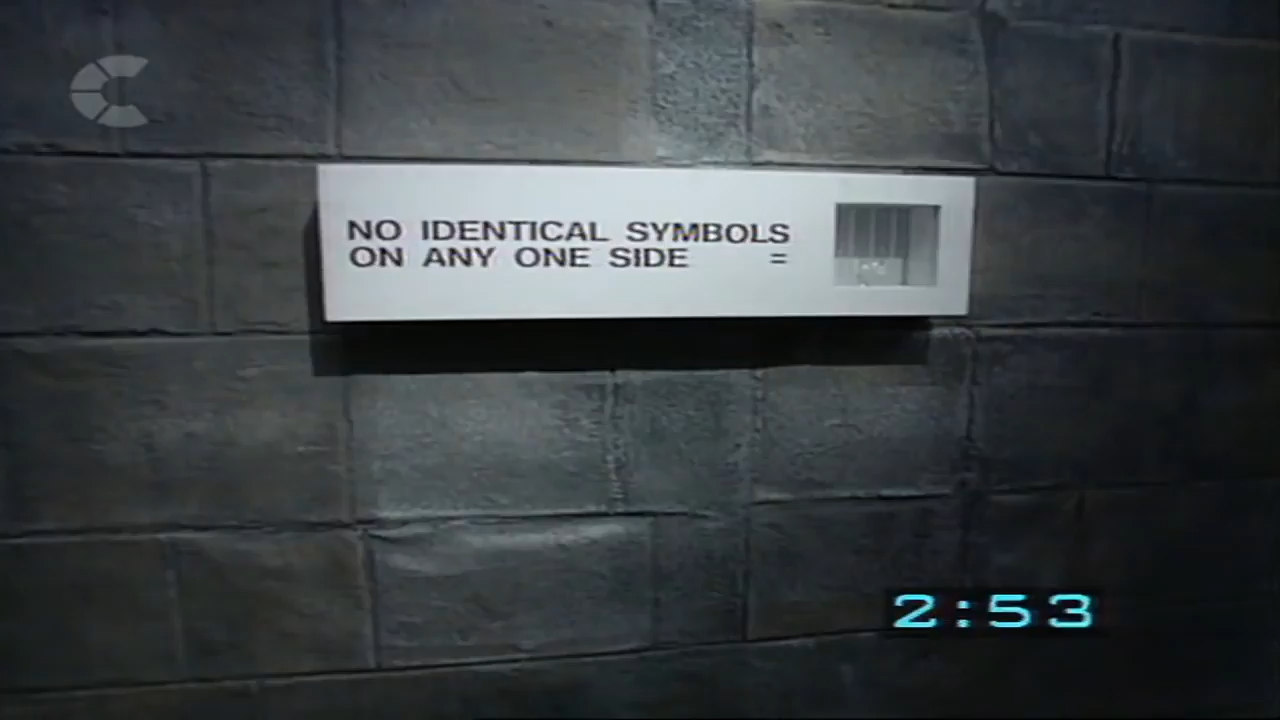 NO IDENTICAL SYMBOLS
ON ANY ONE SIDE =
2:53